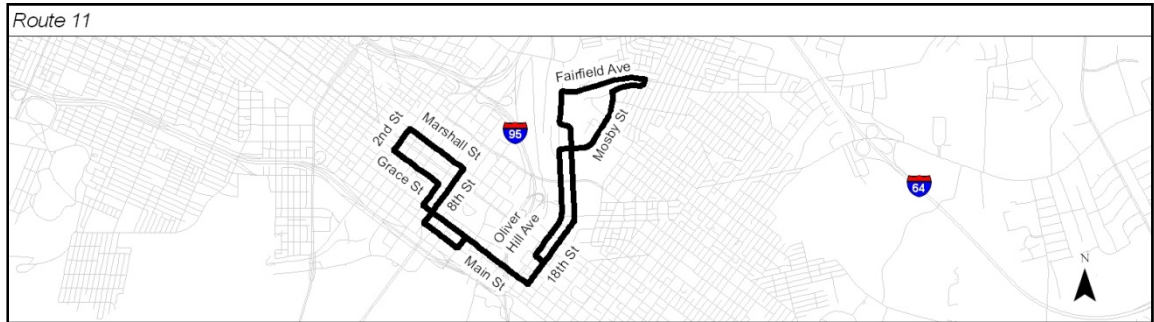 Route 11
Fairfield Ave
2nd St
Marshall St
95
Mosby St
Grace St
8th St
64
Oliver
Hill Ave
Main St
18th St
N